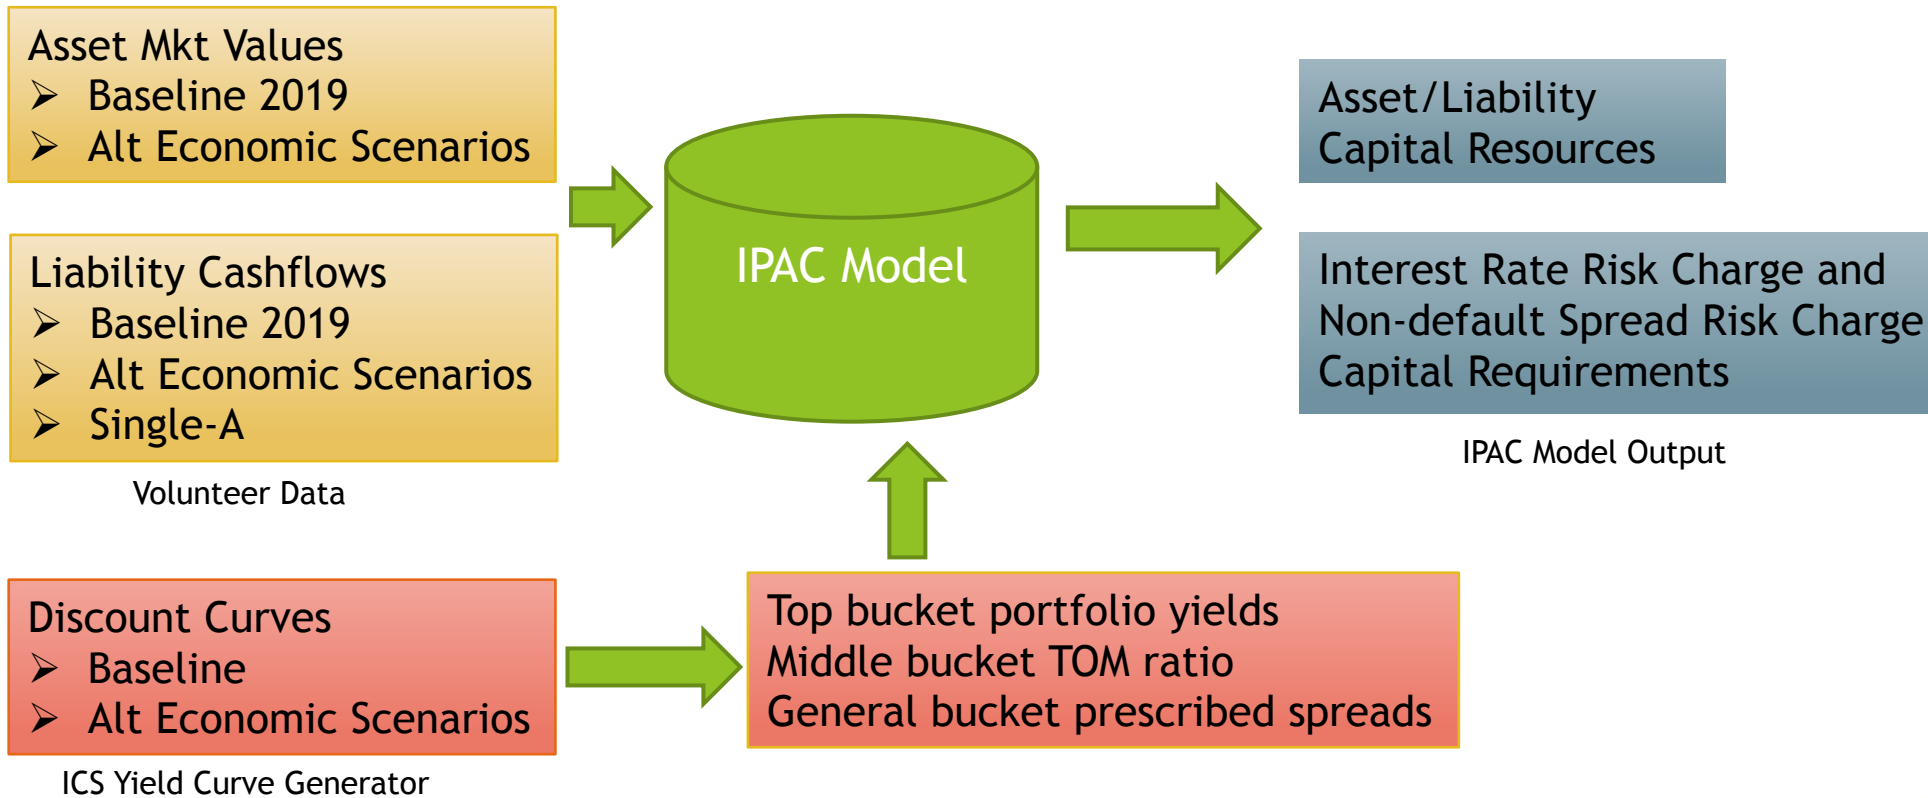 Asset Mkt Values
➢ Baseline 2019
➢ Alt Economic Scenarios
Liability Cashflows
➢ Baseline 2019
➢ Alt Economic Scenarios
➢ Single-A
Volunteer Data
Discount Curves
➢ Baseline
➢ Alt Economic Scenarios
ICS Yield Curve Generator
IPAC Model
Top bucket portfolio yields
Middle bucket TOM ratio
General bucket prescribed spreads
Asset/Liability
Capital Resources
Interest Rate Risk Charge and
Non-default Spread Risk Charge
Capital Requirements
IPAC Model Output